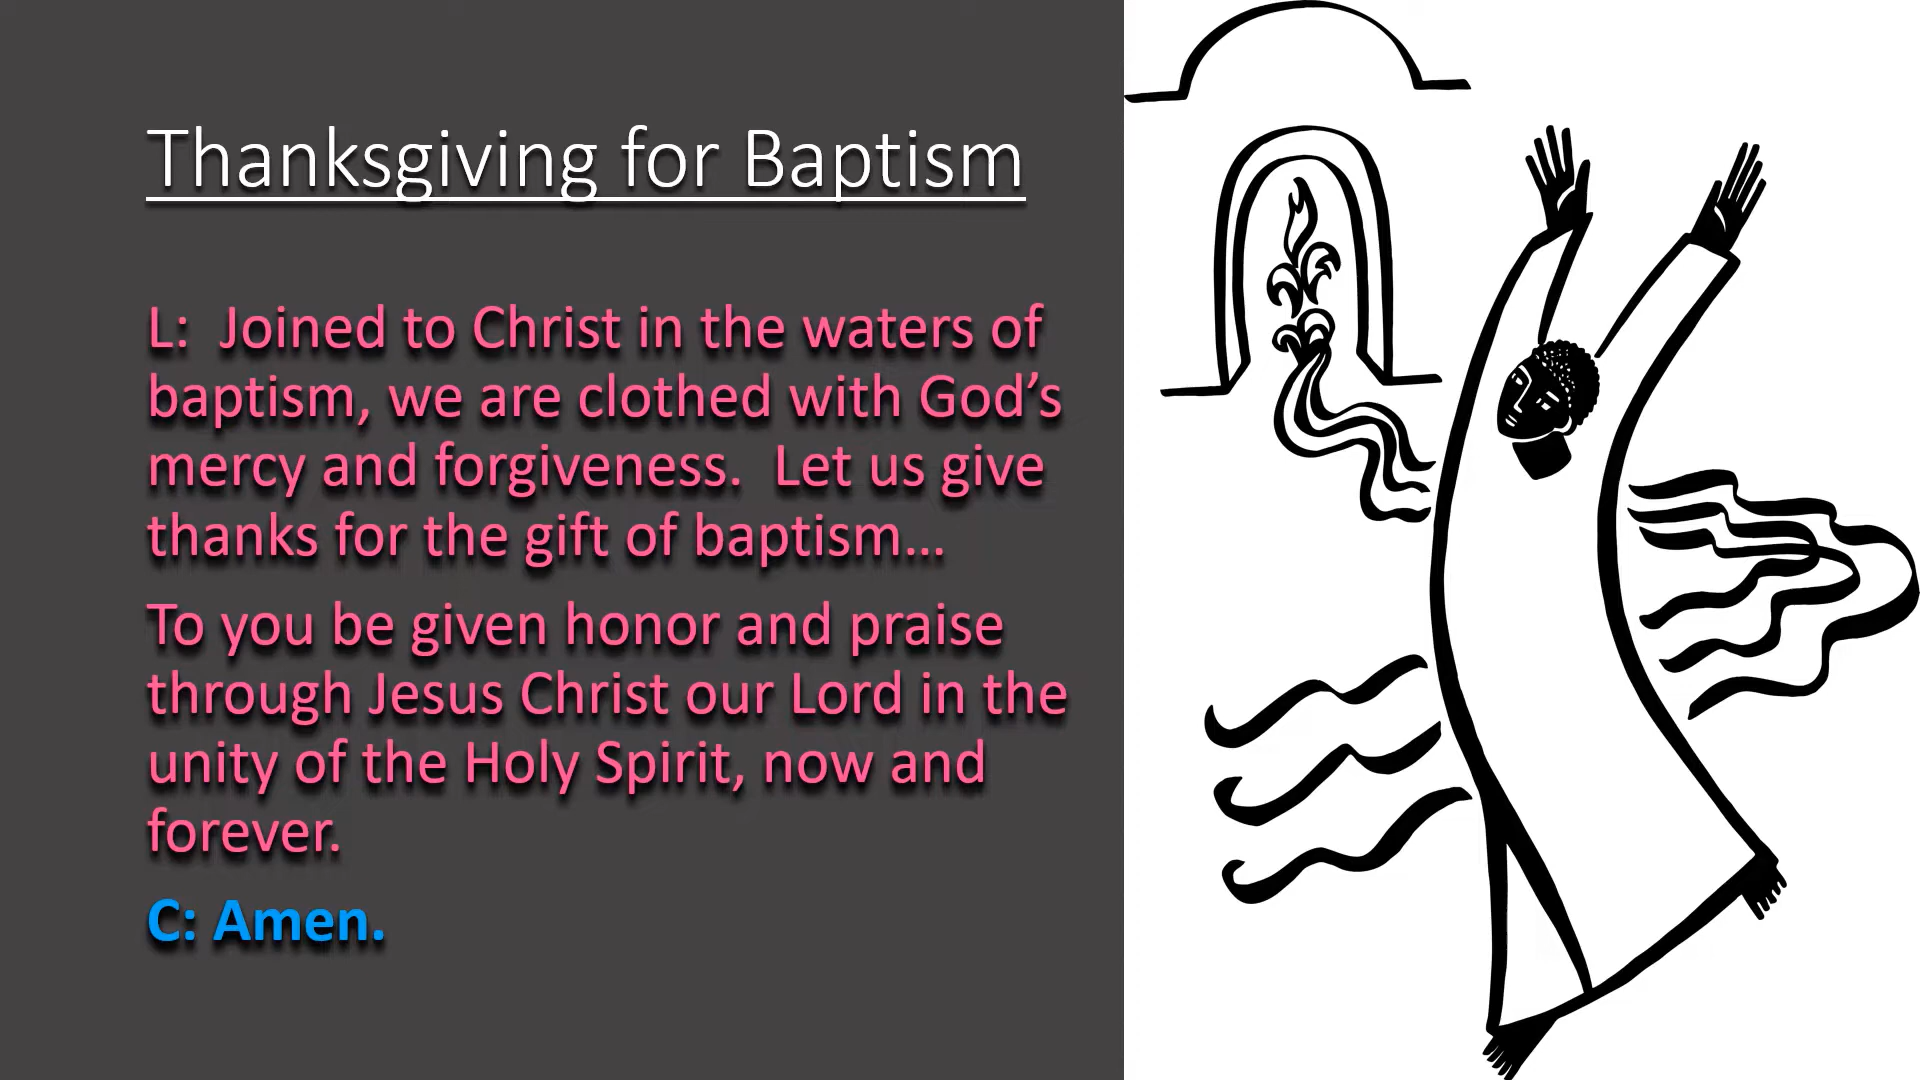 Thanksgiving for Baptism
L:  Joined to Christ in the waters of
baptism, we are clothed with God’s
mercy and forgiveness.  Let us give
thanks for the gift of baptism…
To you be given honor and praise
through Jesus Christ our Lord in the
unity of the Holy Spirit, now and
forever.
C: Amen.